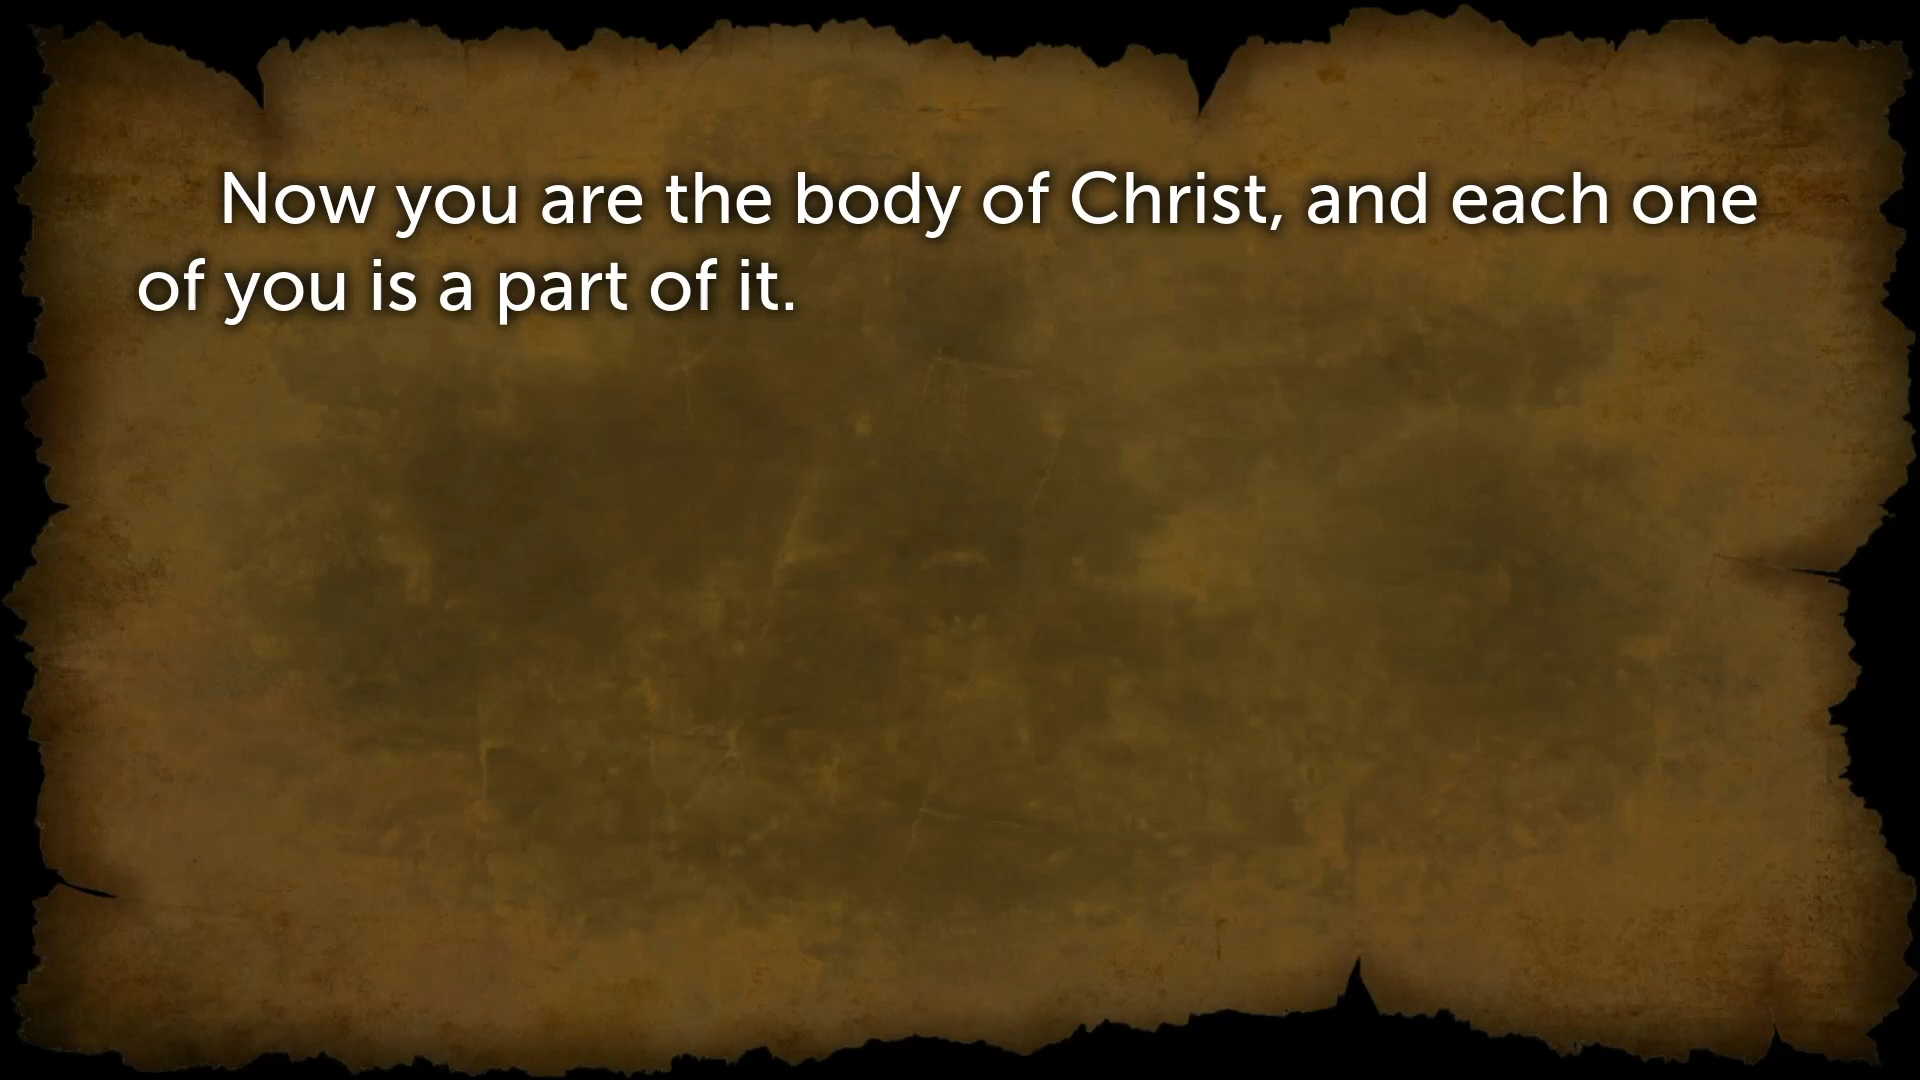 Now you are the body of Christ, and each one
of you is a part of it.